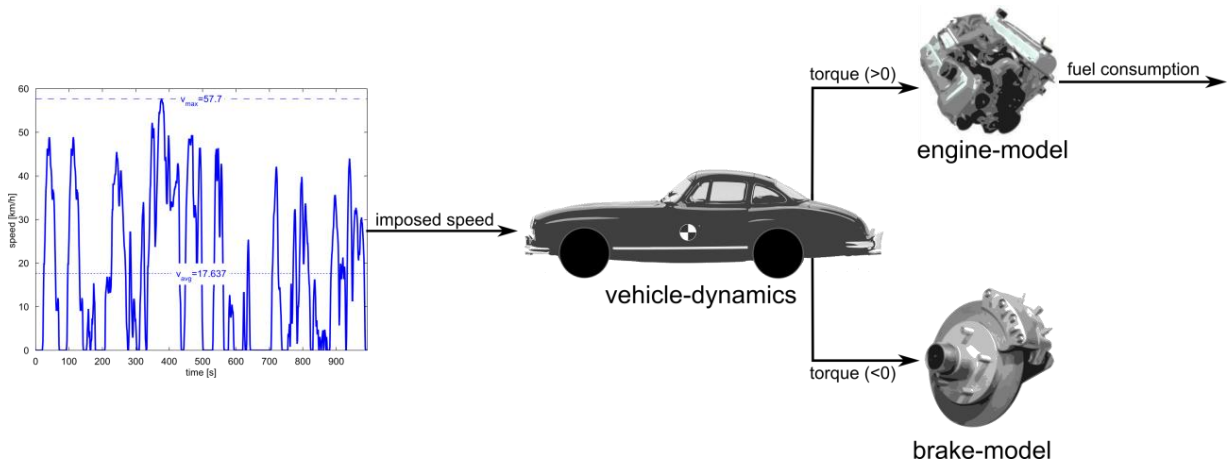 60
50
40
30
20
10
0
speed [km/h]
v_max=57.7
v_avg=17.637
0 100 200 300 400 500 600 700 800 900
time [s]
imposed speed
vehicle-dynamics
torque (>0)
engine-model
fuel consumption
torque (<0)
brake-model